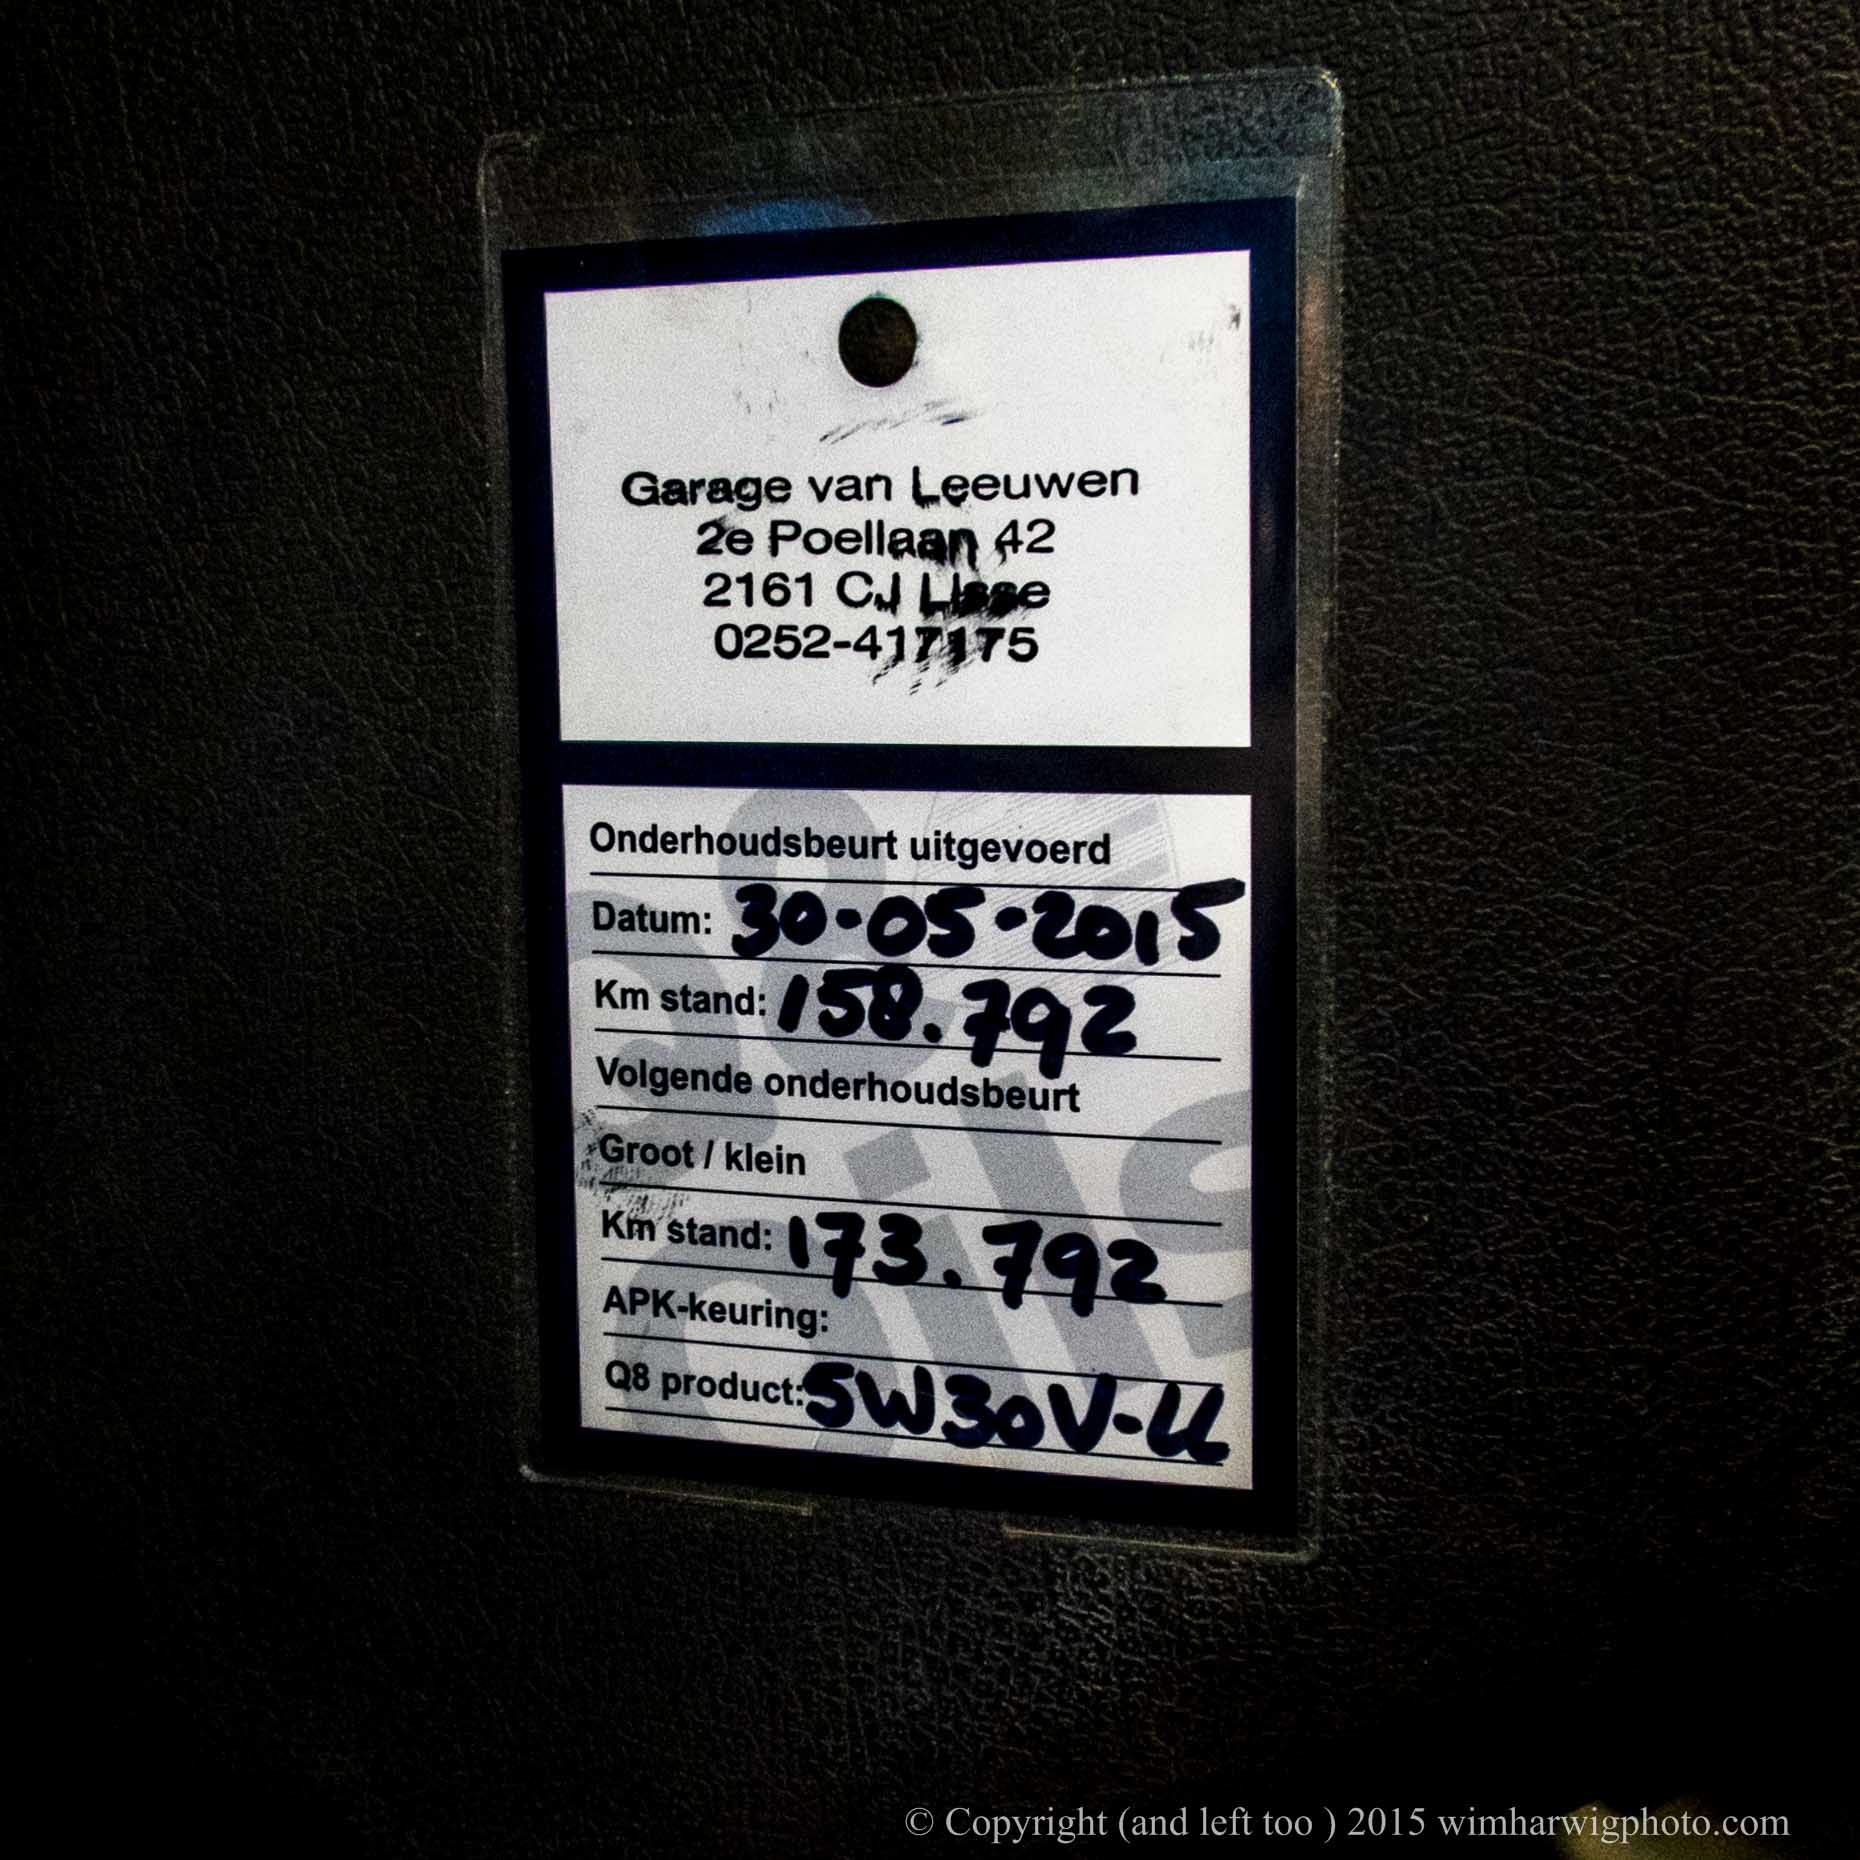 Garage van Leeuwen
2e Poellaan 42
2161 CJ Lisse
0252-417175
Onderhoudsbeurt uitgevoerd
Datum: 30-05-2015
Km stand: 158.792
Volgende onderhoudsbeurt
Groot / klein
Km stand: 173.792
APK-keuring:
Q8 product: 5W30V-U
© Copyright (and left too ) 2015 wimharwigphoto.com